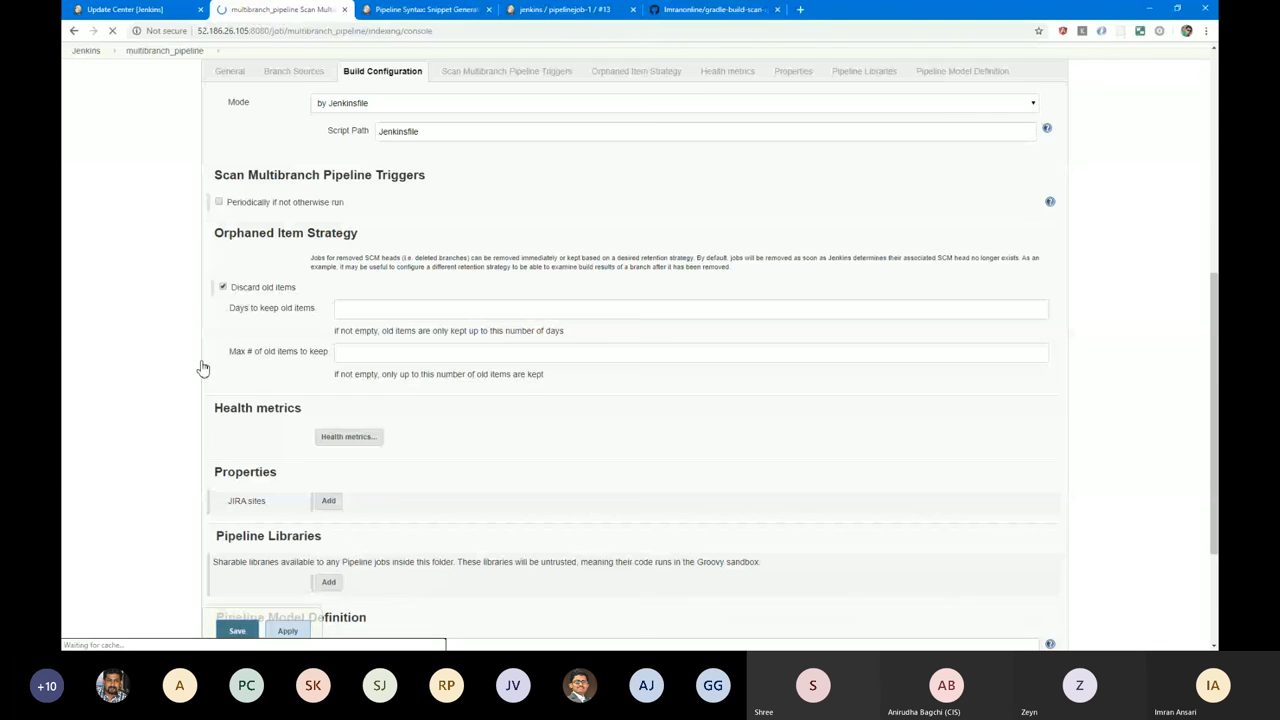 Update Center [Jenkins]
multibranch_pipeline Scan Mul
Pipeline Syntax: Snippet Generat
jenkins / pipelinejob-1 / #13
Imranonline/gradle-build-scan-
Not secure | 52.186.26.105:8080/job/multibranch_pipeline/indexing/console
Jenkins
multibranch_pipeline
General
Branch Sources
Build Configuration
Scan Multibranch Pipeline Triggers
Orphaned Item Strategy
Health metrics
Properties
Pipeline Libraries
Pipeline Model Definition
Mode
by Jenkinsfile
Script Path
Jenkinsfile
Scan Multibranch Pipeline Triggers
Periodically if not otherwise run
Orphaned Item Strategy
Jobs for removed SCM heads (i.e. deleted branches) can be removed immediately or kept based on a desired retention strategy. By default, jobs will be removed as soon as Jenkins determines their associated SCM head no longer exists. As an
example, it may be useful to configure a different retention strategy to be able to examine build results of a branch after it has been removed.
Discard old items
Days to keep old items
if not empty, old items are only kept up to this number of days
Max # of old items to keep
if not empty, only up to this number of old items are kept
Health metrics
Health metrics...
Properties
JIRA sites
Add
Pipeline Libraries
Sharable libraries available to any Pipeline jobs inside this folder. These libraries will be untrusted, meaning their code runs in the Groovy sandbox.
Add
Pipeline Model Definition
Save
Apply
Waiting for cache...
+10
A
PC
SK
SJ
RP
JV
AJ
GG
S
Shree
AB
Anirudha Bagchi (CIS)
Z
Zeyn
IA
Imran Ansari